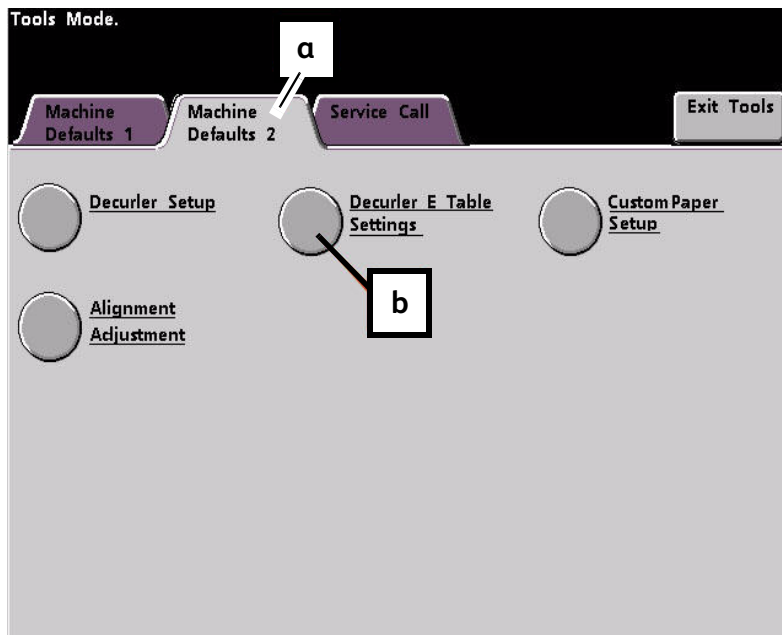 Tools Mode.
a
Machine
Defaults 1
Machine
Defaults 2
Service Call
Exit Tools
Decurler Setup
Decurler E Table
Settings
Custom Paper
Setup
b
Alignment
Adjustment